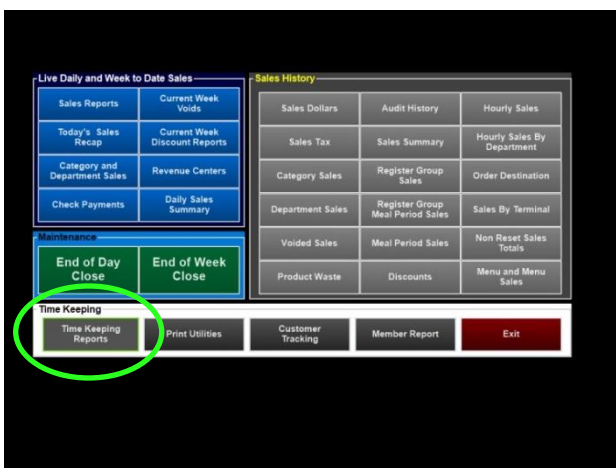 Live Daily and Week to Date Sales
Sales Reports
Current Week
Voids
Today's Sales
Recap
Current Week
Discount Reports
Category and
Department Sales
Revenue Centers
Check Payments
Daily Sales
Summary
Maintenance
End of Day
Close
End of Week
Close
Sales History
Sales Dollars
Audit History
Hourly Sales
Sales Tax
Sales Summary
Hourly Sales By
Department
Category Sales
Register Group
Sales
Order Destination
Department Sales
Register Group
Meal Period Sales
Sales By Terminal
Voided Sales
Meal Period Sales
Non Reset Sales
Totals
Product Waste
Discounts
Menu and Menu
Sales
Time Keeping
Time Keeping
Reports
Print Utilities
Customer
Tracking
Member Report
Exit